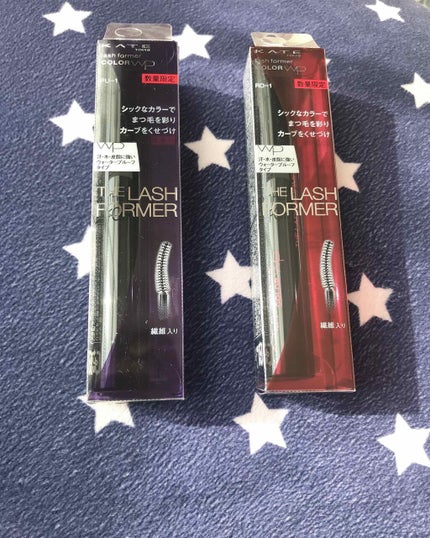 KATE
TOKYO
lash former
COLOR WP
数量限定
PU-1
シックなカラーで
まつ毛を彩り
カーブをくせづけ
WP
汗・水・皮脂に強い
ウォータープルーフ
タイプ
THE LASH
FORMER
繊維入り
KATE
TOKYO
lash former
COLOR WP
数量限定
RD-1
シックなカラーで
まつ毛を彩り
カーブをくせづけ
WP
汗・水・皮脂に強い
ウォータープルーフ
タイプ
THE LASH
FORMER
繊維入り